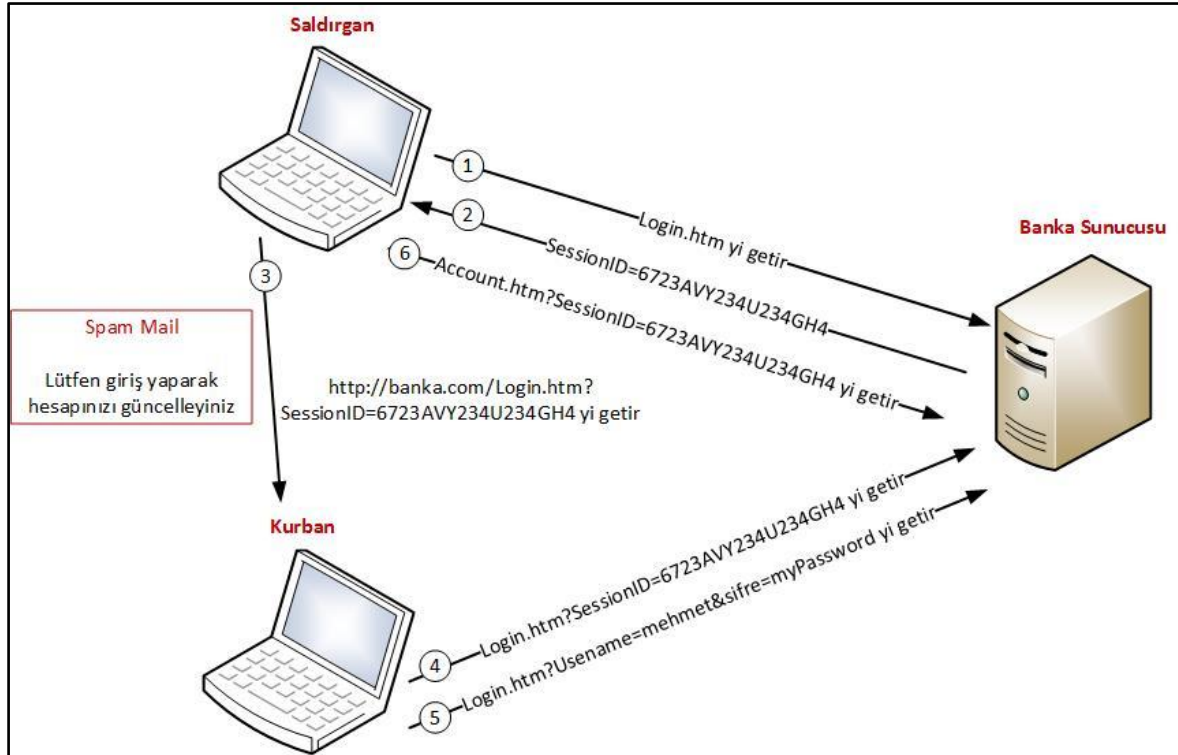 Saldırgan
1
Login.htm yi getir
2
SessionID=6723AVY234U234GH4
6
Account.htm?SessionID=6723AVY234U234GH4 yi getir
Banka Sunucusu
3
Spam Mail
Lütfen giriş yaparak
hesapınızı güncelleyiniz
http://banka.com/Login.htm?
SessionID=6723AVY234U234GH4 yi getir
Kurban
4
Login.htm?SessionID=6723AVY234U234GH4 yi getir
5
Login.htm?Usename=mehmet&sifre=myPassword yi getir